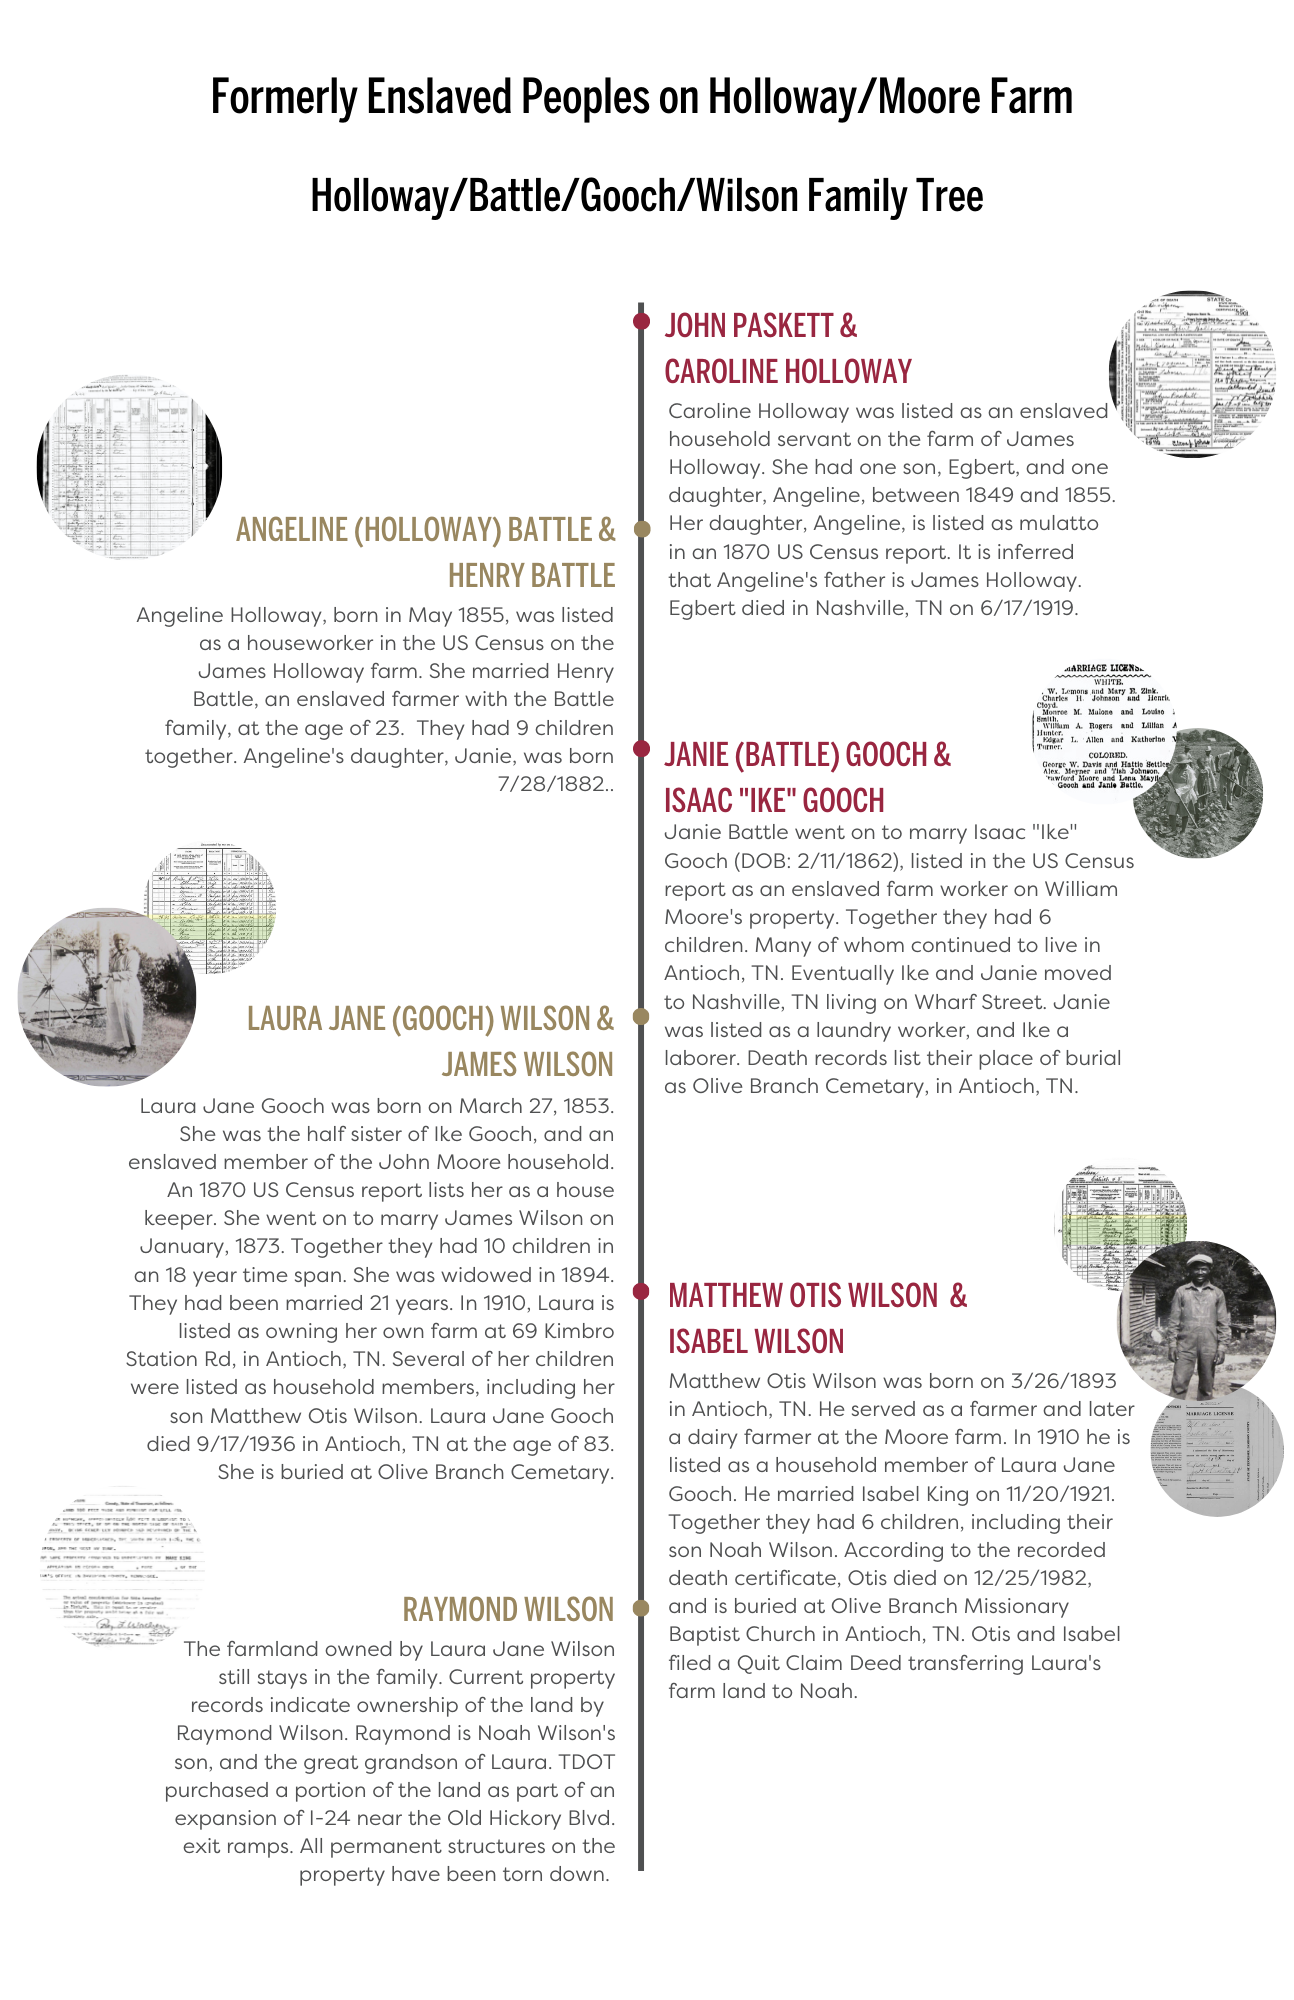 Formerly Enslaved Peoples on Holloway/Moore Farm
Holloway/Battle/Gooch/Wilson Family Tree
JOHN PASKETT &
CAROLINE HOLLOWAY
Caroline Holloway was listed as an enslaved
household servant on the farm of James
Holloway. She had one son, Egbert, and one
daughter, Angeline, between 1849 and 1855.
Her daughter, Angeline, is listed as mulatto
in an 1870 US Census report. It is inferred
that Angeline's father is James Holloway.
Egbert died in Nashville, TN on 6/17/1919.
ANGELINE (HOLLOWAY) BATTLE &
HENRY BATTLE
Angeline Holloway, born in May 1855, was listed
as a houseworker in the US Census on the
James Holloway farm. She married Henry
Battle, an enslaved farmer with the Battle
family, at the age of 23.  They had 9 children
together. Angeline's daughter, Janie, was born
7/28/1882..
MARRIAGE LICENS
WHITE.
W. Lemons and Mary E. Zink.
Charles H. Johnson and Henri
Cloyd.
Monroe M. Malone and Louise
Smith.
William A. Rogers and Lillian A
Hunter.
Edgar L. Allen and Katherine V
Turner.
COLORED.
George W. Davis and Hattie Settle
Alex. Meyner and Tish Johnson.
rawford Moore and Lena Mayfie
Gooch and Janie Battle.
JANIE (BATTLE) GOOCH &
ISAAC "IKE" GOOCH
Janie Battle went on to marry Isaac "Ike"
Gooch (DOB: 2/11/1862), listed in the US Census
report as an enslaved farm worker on William
Moore's property. Together they had 6
children. Many of whom continued to live in
Antioch, TN. Eventually Ike and Janie moved
to Nashville, TN living on Wharf Street. Janie
was listed as a laundry worker, and Ike a
laborer. Death records list their place of burial
as Olive Branch Cemetary, in Antioch, TN.
LAURA JANE (GOOCH) WILSON &
JAMES WILSON
Laura Jane Gooch was born on March 27, 1853.
She was the half sister of Ike Gooch, and an
enslaved member of the John Moore household.
An 1870 US Census report lists her as a house
keeper. She went on to marry James Wilson on
January, 1873. Together they had 10 children in
an 18 year time span. She was widowed in 1894.
They had been married 21 years. In 1910, Laura is
listed as owning her own farm at 69 Kimbro
Station Rd, in Antioch, TN. Several of her children
were listed as household members, including her
son Matthew Otis Wilson. Laura Jane Gooch
died 9/17/1936 in Antioch, TN at the age of 83.
She is buried at Olive Branch Cemetary.
MATTHEW OTIS WILSON  &
ISABEL WILSON
Matthew Otis Wilson was born on 3/26/1893
in Antioch, TN. He served as a farmer and later
a dairy farmer at the Moore farm. In 1910 he is
listed as a household member of Laura Jane
Gooch. He married Isabel King on 11/20/1921.
Together they had 6 children, including their
son Noah Wilson. According to the recorded
death certificate, Otis died on 12/25/1982,
and is buried at Olive Branch Missionary
Baptist Church in Antioch, TN. Otis and Isabel
filed a Quit Claim Deed transferring Laura's
farm land to Noah.
MARRIAGE LICENSE
RAYMOND WILSON
The farmland owned by Laura Jane Wilson
still stays in the family. Current property
records indicate ownership of the land by
Raymond Wilson. Raymond is Noah Wilson's
son, and the great grandson of Laura. TDOT
purchased a portion of the land as part of an
expansion of I-24 near the Old Hickory Blvd.
exit ramps. All permanent structures on the
property have been torn down.